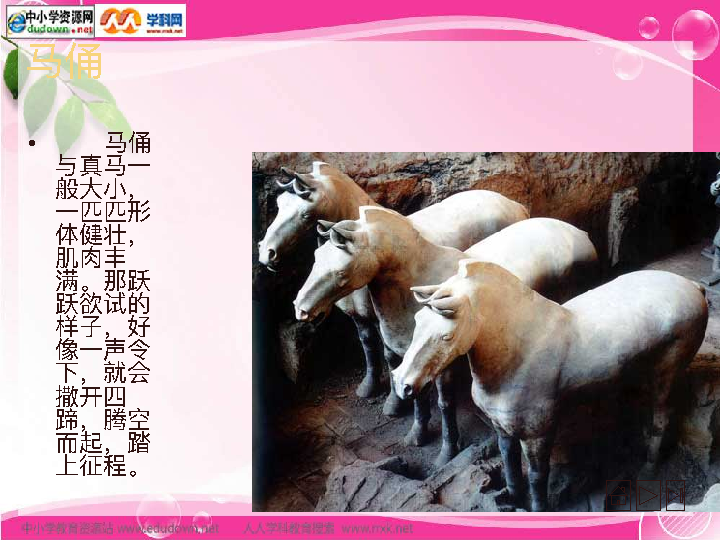 中小学资源网
dudown.net
学科网
www.nxk.net
马俑
• 马俑
与真马一
般大小，
一匹匹形
体健壮，
肌肉丰
满。那跃
跃欲试的
样子，好
像一声令
下，就会
撒开四
蹄，腾空
而起，踏
上征程。
中小学教育资源站 www.edudown.net 人人学科教育搜索 www.rrxk.net